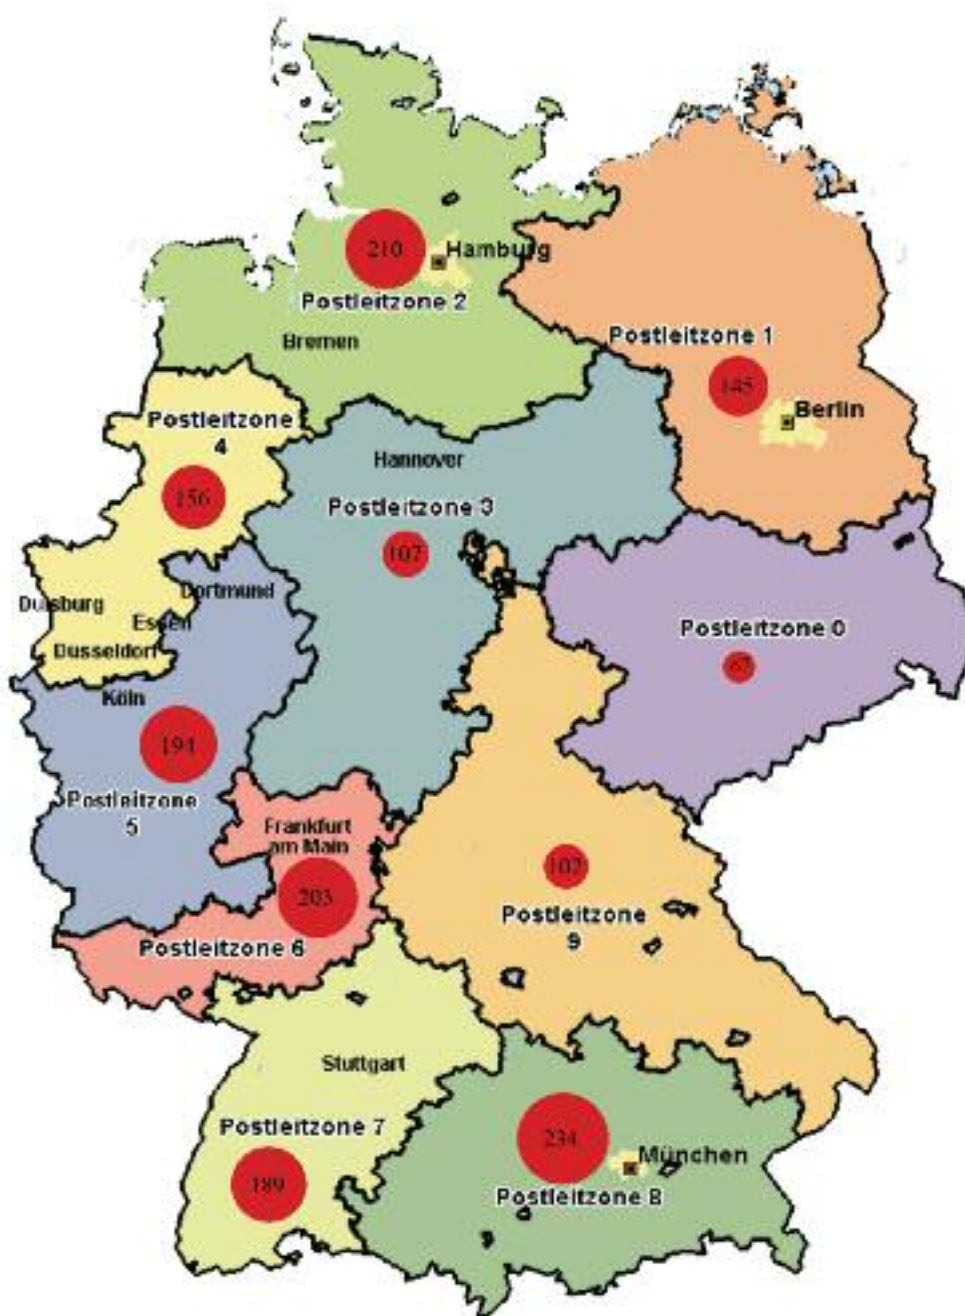 210
Hamburg
Postleitzone 2
Bremen
Postleitzone 1
145
Berlin
Postleitzone
4
156
Hannover
Postleitzone 3
107
Dortmund
Duisburg
Essen
Dusseldorf
Köln
Postleitzone 0
67
194
Postleitzone
5
Frankfurt
am Main
203
Postleitzone 6
102
Postleitzone
9
Stuttgart
Postleitzone 7
189
234
München
Postleitzone 8